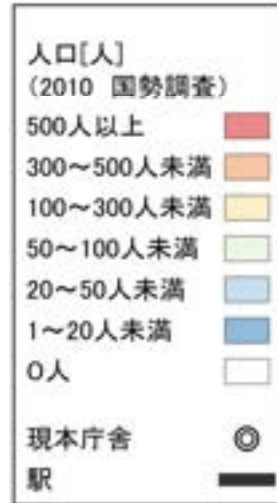 人口[人]
(2010 国勢調査)
500人以上
300～500人未満
100～300人未満
50～100人未満
20～50人未満
1～20人未満
0人
現本庁舎
駅